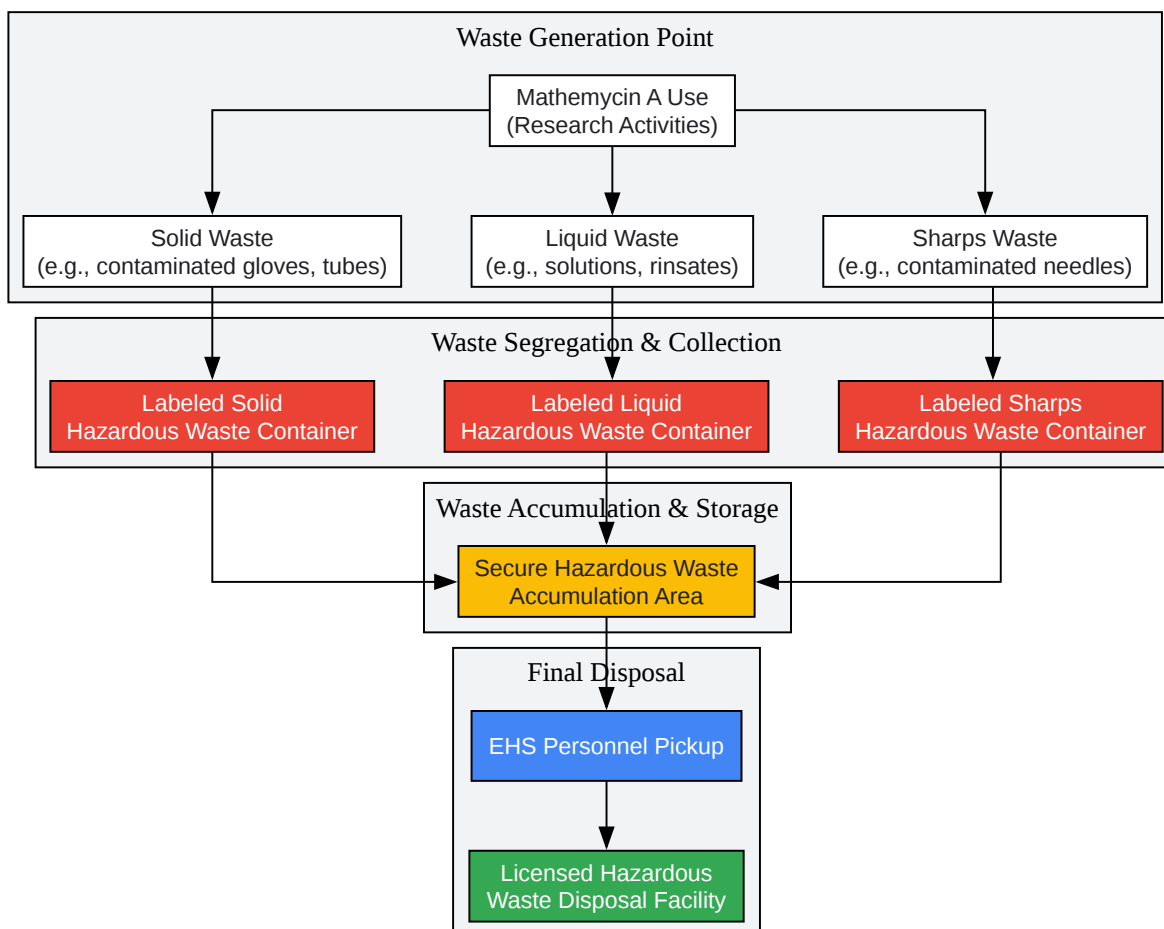 Waste Generation Point
Mathemycin A Use
(Research Activities)
Solid Waste
(e.g., contaminated gloves, tubes)
Liquid Waste
(e.g., solutions, rinsates)
Sharps Waste
(e.g., contaminated needles)
Waste Segregation & Collection
Labeled Solid
Hazardous Waste Container
Labeled Liquid
Hazardous Waste Container
Labeled Sharps
Hazardous Waste Container
Waste Accumulation & Storage
Secure Hazardous Waste
Accumulation Area
Final Disposal
EHS Personnel Pickup
Licensed Hazardous
Waste Disposal Facility